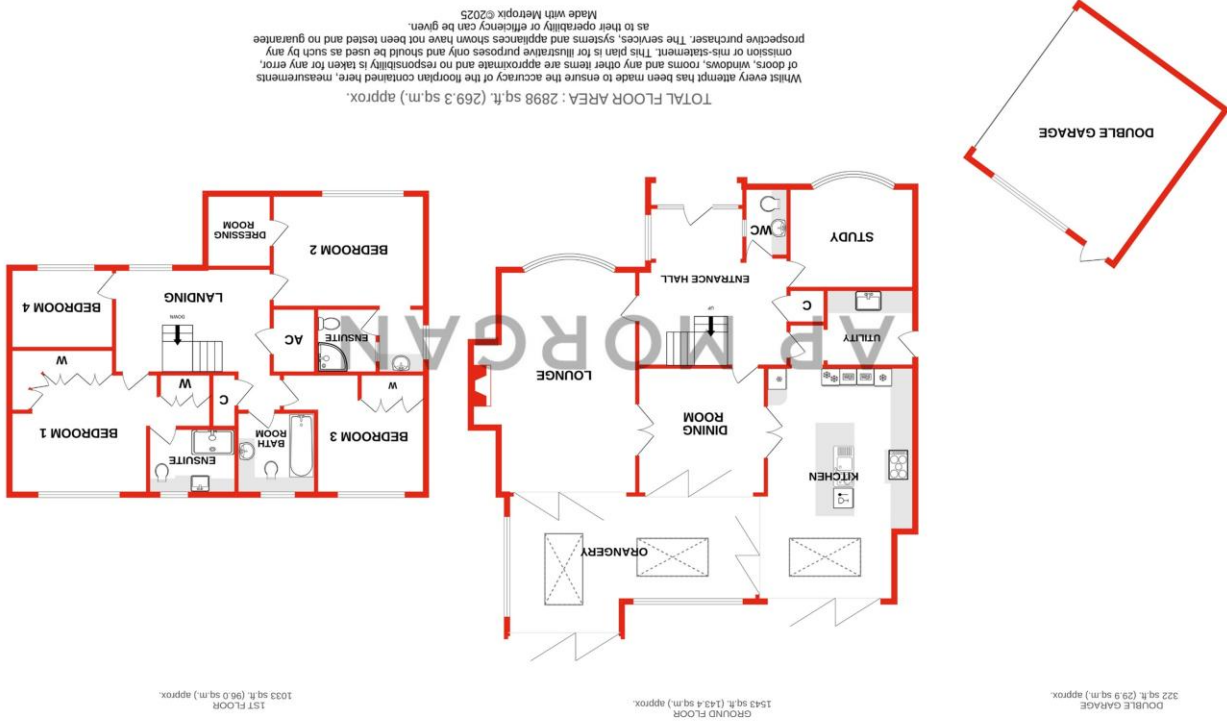 DOUBLE GARAGE
322 sq.ft. (29.9 sq.m.) approx.
GROUND FLOOR
1543 sq.ft. (143.4 sq.m.) approx.
1ST FLOOR
1033 sq.ft. (96.0 sq.m.) approx.
ORANGERY
KITCHEN
DINING
ROOM
LOUNGE
UTILITY
C
UP
ENTRANCE HALL
STUDY
WC
DOUBLE GARAGE
BEDROOM 3
BATH
ROOM
ENSUITE
BEDROOM 1
W
C
W
W
ENSUITE
AC
DOWN
LANDING
BEDROOM 4
BEDROOM 2
DRESSING
ROOM
AP MORGAN
TOTAL FLOOR AREA : 2898 sq.ft. (269.3 sq.m.) approx.
Whilst every attempt has been made to ensure the accuracy of the floorplan contained here, measurements
of doors, windows, rooms and any other items are approximate and no responsibility is taken for any error,
omission or mis-statement. This plan is for illustrative purposes only and should be used as such by any
prospective purchaser. The services, systems and appliances shown have not been tested and no guarantee
as to their operability or efficiency can be given.
Made with Metropix ©2025